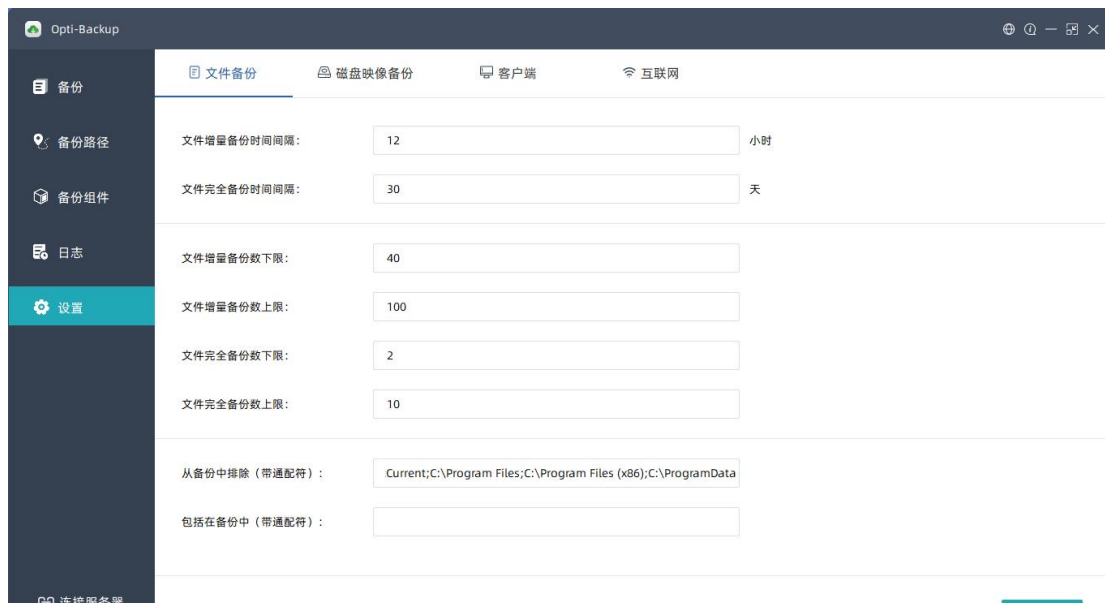 Opti-Backup
备份
备份路径
备份组件
日志
设置
连接服务器
文件备份
磁盘映像备份
客户端
互联网
文件增量备份时间间隔：
12
小时
文件完全备份时间间隔：
30
天
文件增量备份数下限：
40
文件增量备份数上限：
100
文件完全备份数下限：
2
文件完全备份数上限：
10
从备份中排除（带通配符）：
Current;C:\Program Files;C:\Program Files (x86);C:\ProgramData
包括在备份中（带通配符）：